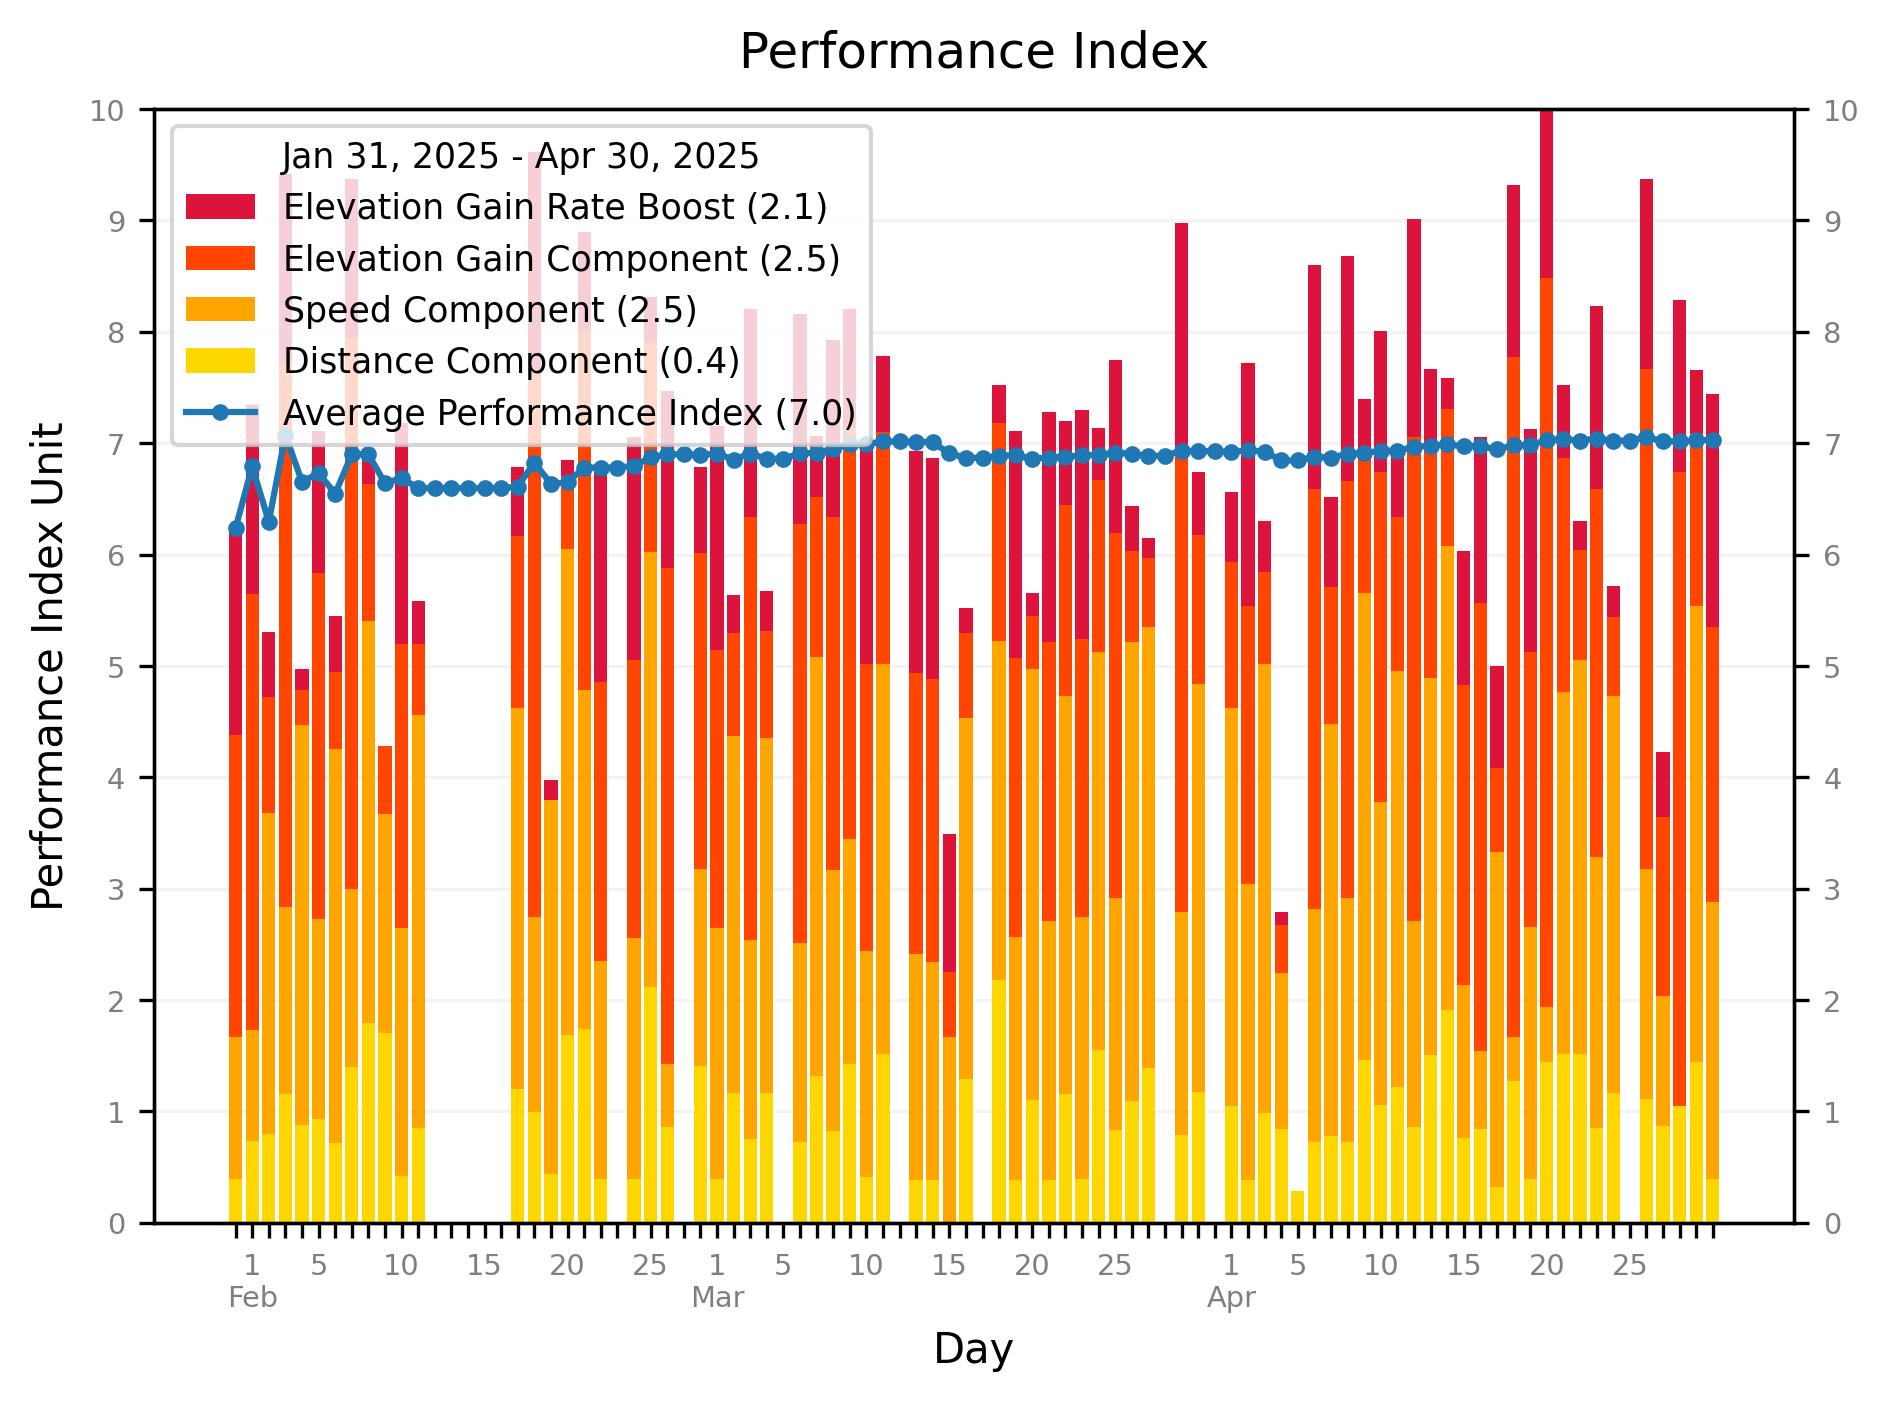 Performance Index
10
9
8
7
6
5
4
3
2
1
0
Performance Index Unit
Jan 31, 2025 - Apr 30, 2025
Elevation Gain Rate Boost (2.1)
Elevation Gain Component (2.5)
Speed Component (2.5)
Distance Component (0.4)
Average Performance Index (7.0)
10
9
8
7
6
5
4
3
2
1
0
1 5 10 15 20 25 1 5 10 15 20 25 1 5 10 15 20 25
Feb Mar Apr
Day